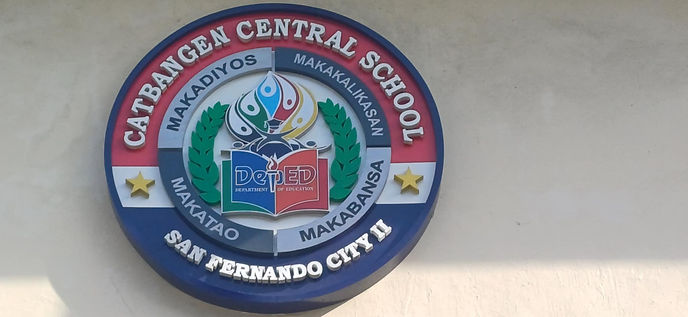 CATBANGEN CENTRAL SCHOOL
MAKADIYOS
MAKAKALIKASAN
DepED
DEPARTMENT OF EDUCATION
MAKATAO
MAKABANSA
SAN FERNANDO CITY II